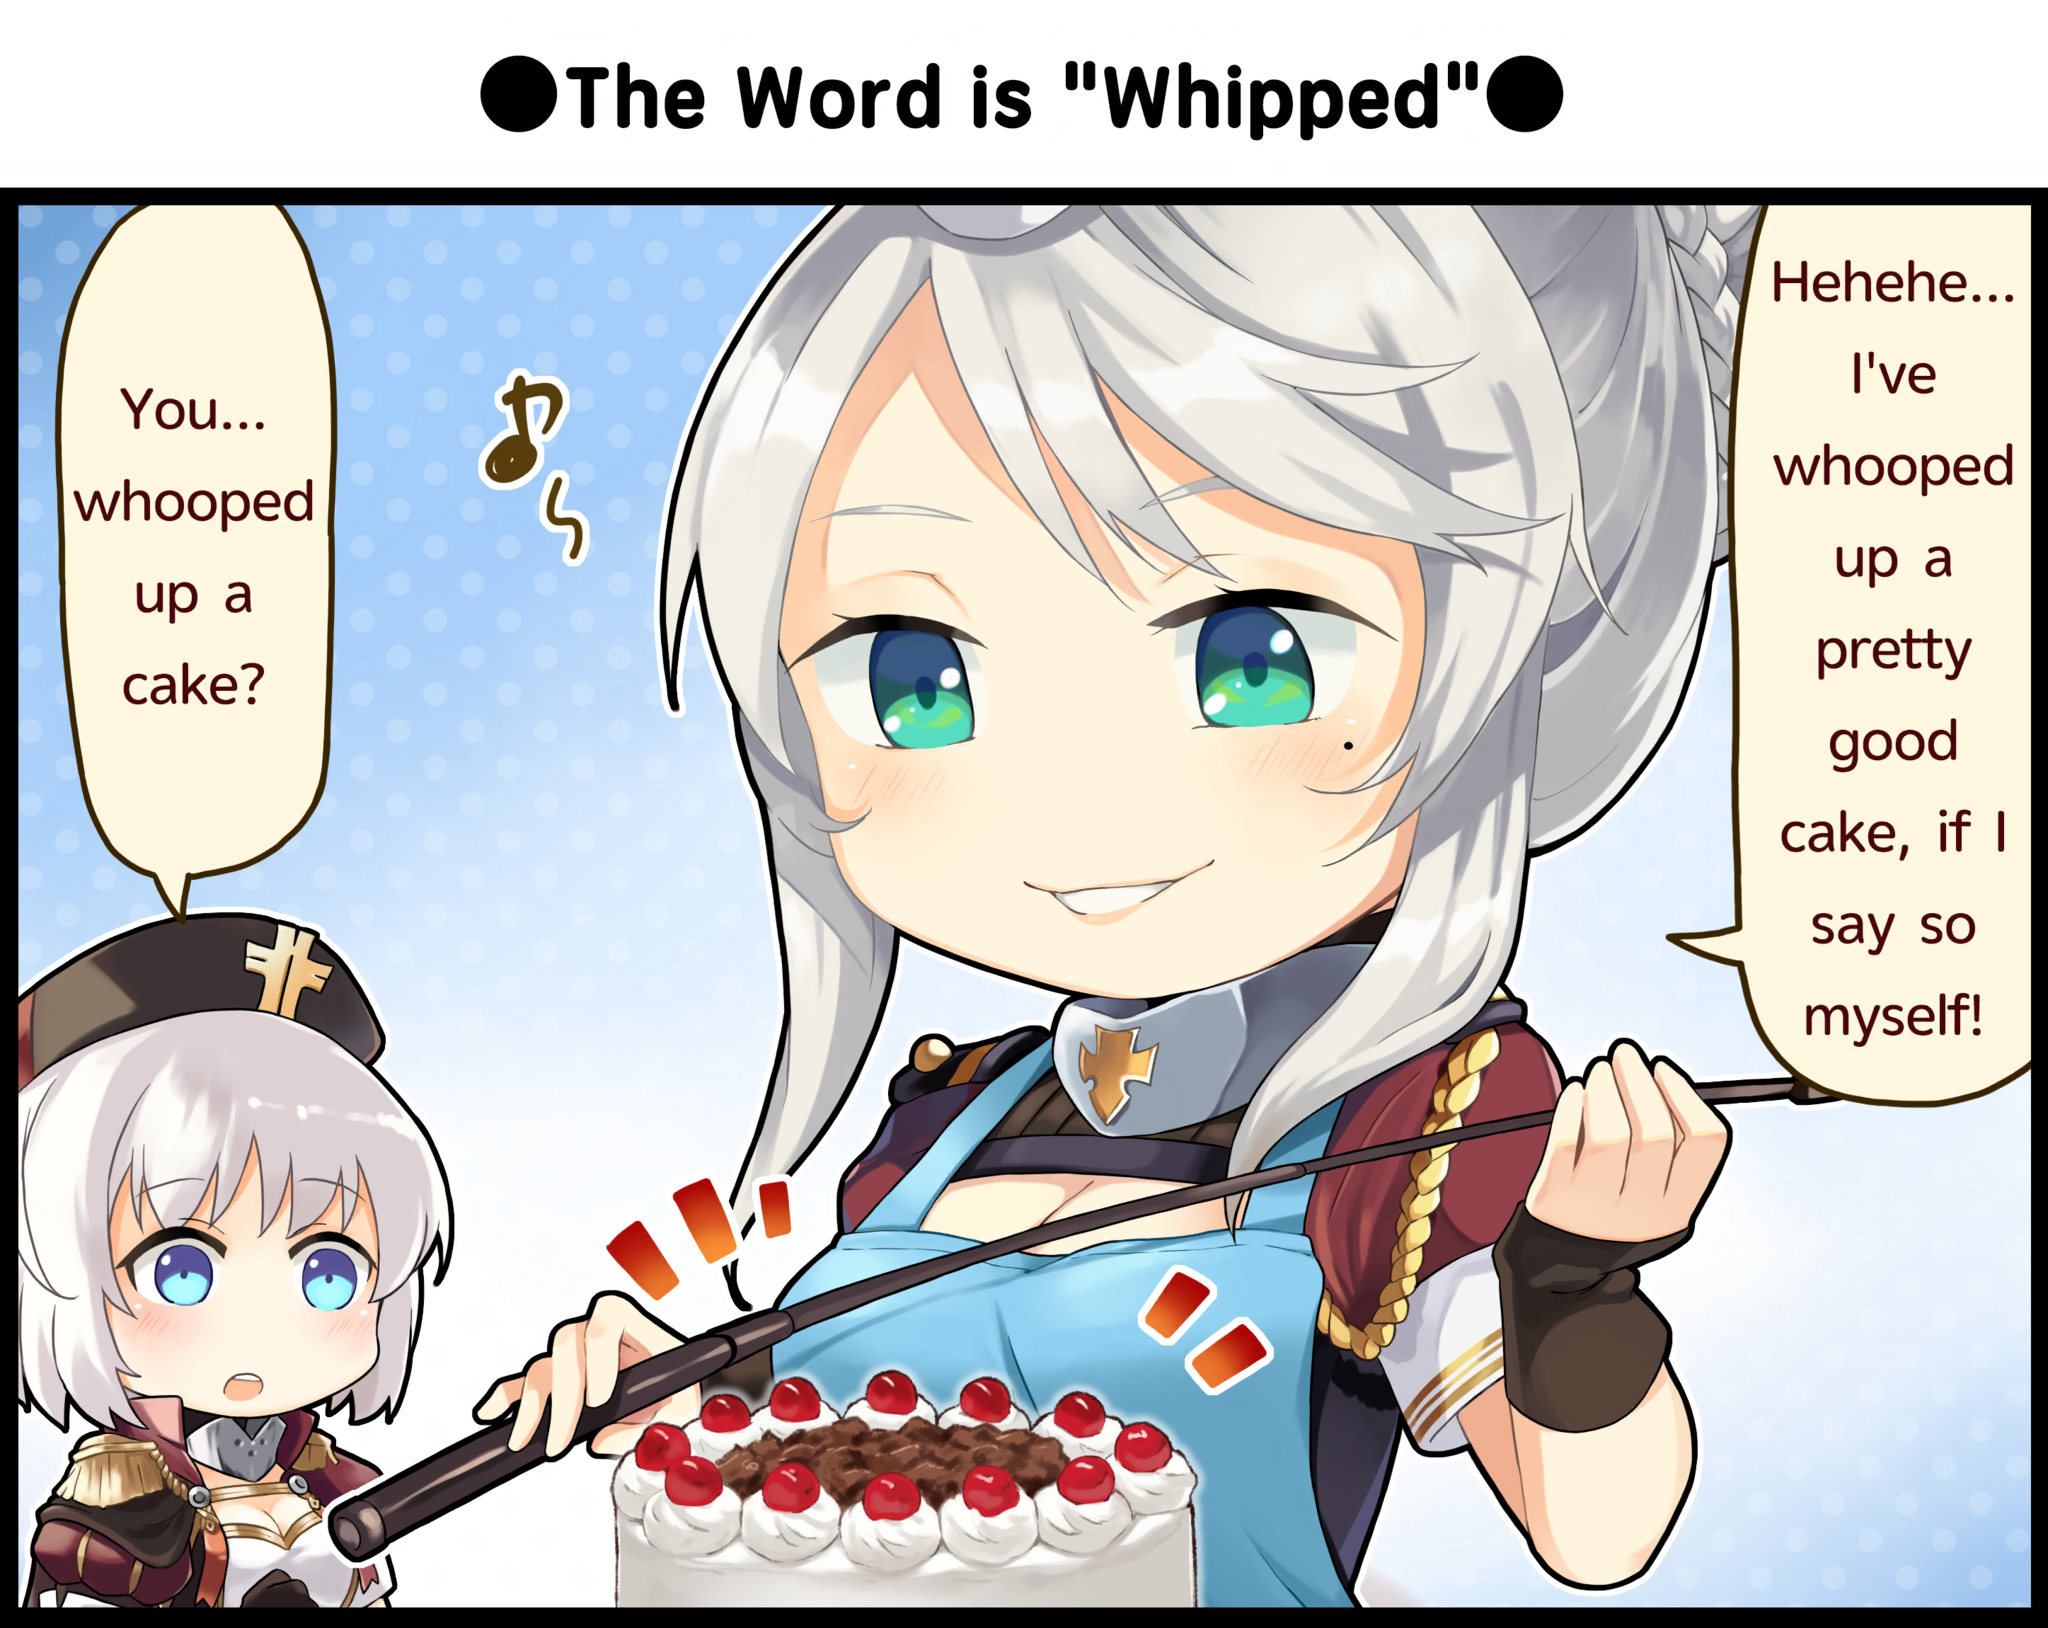 ●The Word is "Whipped"●
Hehehe...
I've
whooped
up a
pretty
good
cake, if I
say so
myself!
You...
whooped
up a
cake?